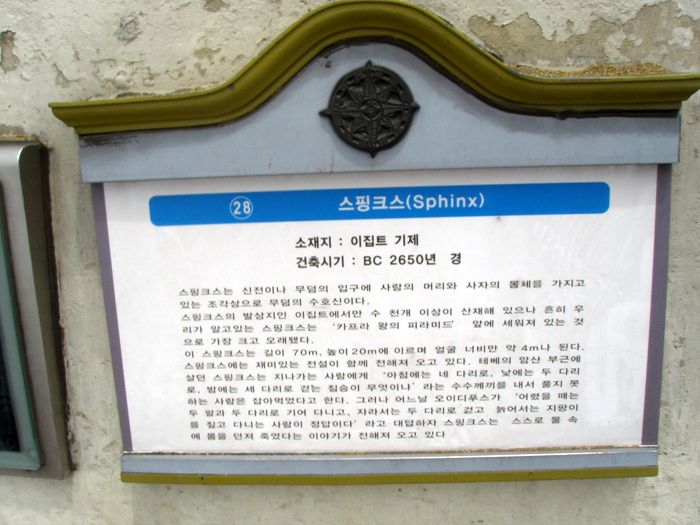 28 스핑크스(Sphinx)
소재지 : 이집트 기제
건축시기 : BC 2650년 경
스핑크스는 신전이나 무덤의 입구에 사람의 머리와 사자의 몸체를 가지고
있는 조각상으로 무덤의 수호신이다.
스핑크스의 발상지인 이집트에서만 수 천개 이상이 산재해 있으나 흔히 우
리가 알고있는 스핑크스는 '카프라 왕의 피라미드' 앞에 세워져 있는 것
으로 가장 크고 오래됐다.
이 스핑크스는 길이 70m, 높이 20m에 이르며 얼굴 너비만 약 4m나 된다.
스핑크스에는 재미있는 전설이 함께 전해져 오고 있다. 테베의 암산 부근에
살던 스핑크스는 지나가는 사람에게 '아침에는 네 다리로, 낮에는 두 다리
로, 밤에는 세 다리로 걷는 짐승이 무엇이냐' 라는 수수께끼를 내서 풀지 못
하는 사람은 잡아먹었다고 한다. 그러나 어느날 오이디푸스가 '어렸을 때는
두 팔과 두 다리로 기어 다니고, 자라서는 두 다리로 걷고 늙어서는 지팡이
를 짚고 다니는 사람이 정답이다' 라고 대답하자 스핑크스는 스스로 물 속
에 몸을 던져 죽었다는 이야기가 전해져 오고 있다